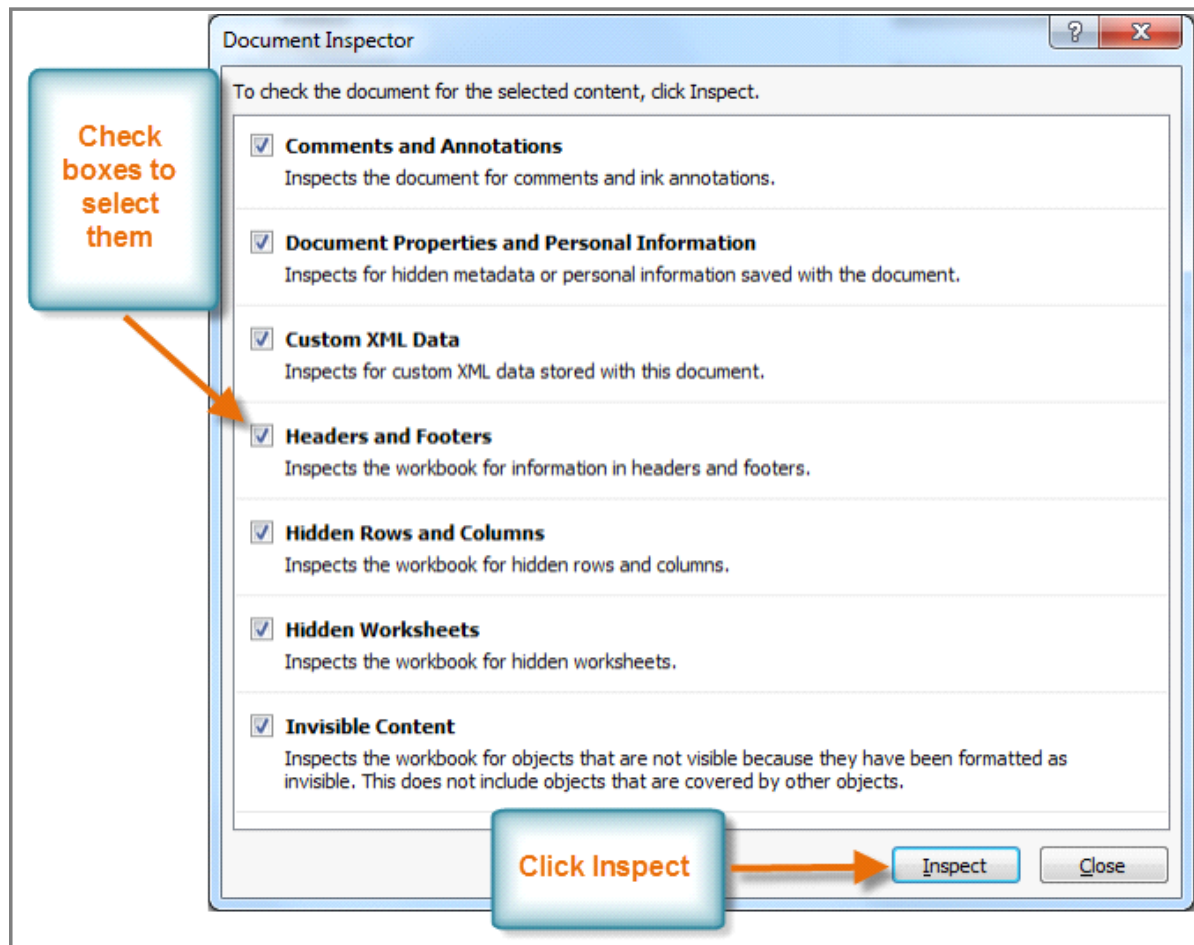 Document Inspector
To check the document for the selected content, click Inspect.
Check
boxes to
select
them
Comments and Annotations
Inspects the document for comments and ink annotations.
Document Properties and Personal Information
Inspects for hidden metadata or personal information saved with the document.
Custom XML Data
Inspects for custom XML data stored with this document.
Headers and Footers
Inspects the workbook for information in headers and footers.
Hidden Rows and Columns
Inspects the workbook for hidden rows and columns.
Hidden Worksheets
Inspects the workbook for hidden worksheets.
Invisible Content
Inspects the workbook for objects that are not visible because they have been formatted as
invisible. This does not include objects that are covered by other objects.
Click Inspect
Inspect
Close